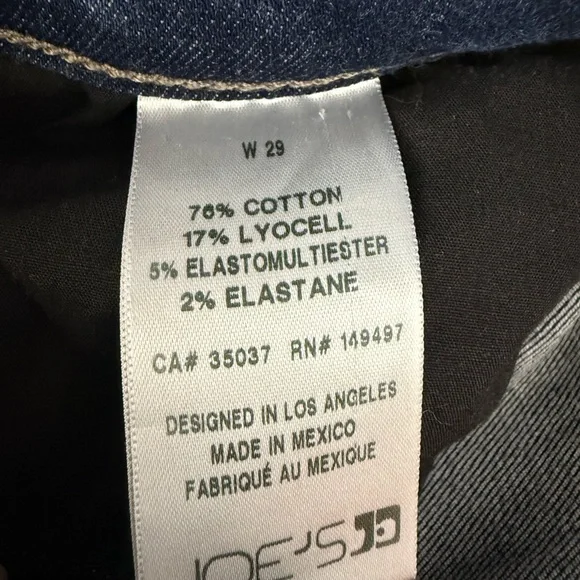 W 29
76% COTTON
17% LYOCELL
5% ELASTOMULTIESTER
2% ELASTANE
CA# 35037 RN# 149497
DESIGNED IN LOS ANGELES
MADE IN MEXICO
FABRIQUÉ AU MEXIQUE
JOE'S